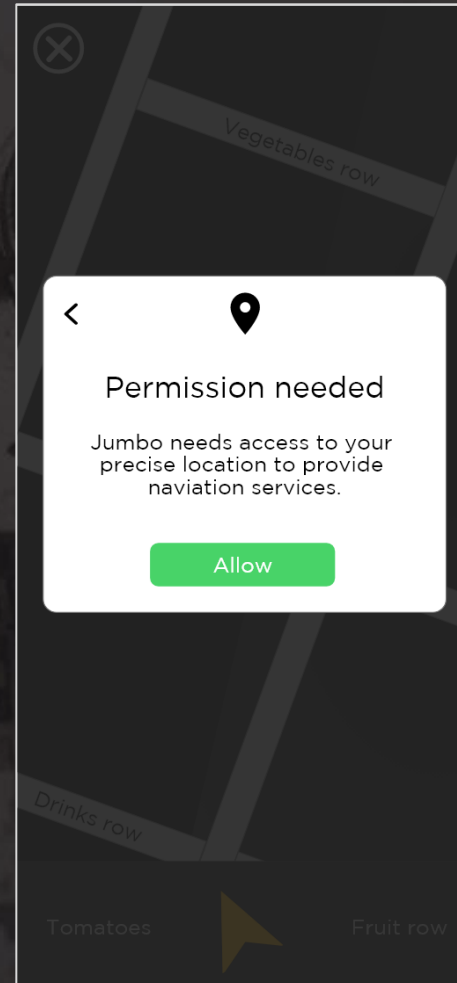 Vegetables row
Permission needed
Jumbo needs access to your
precise location to provide
naviation services.
Allow
Drinks row
Tomatoes
Fruit row